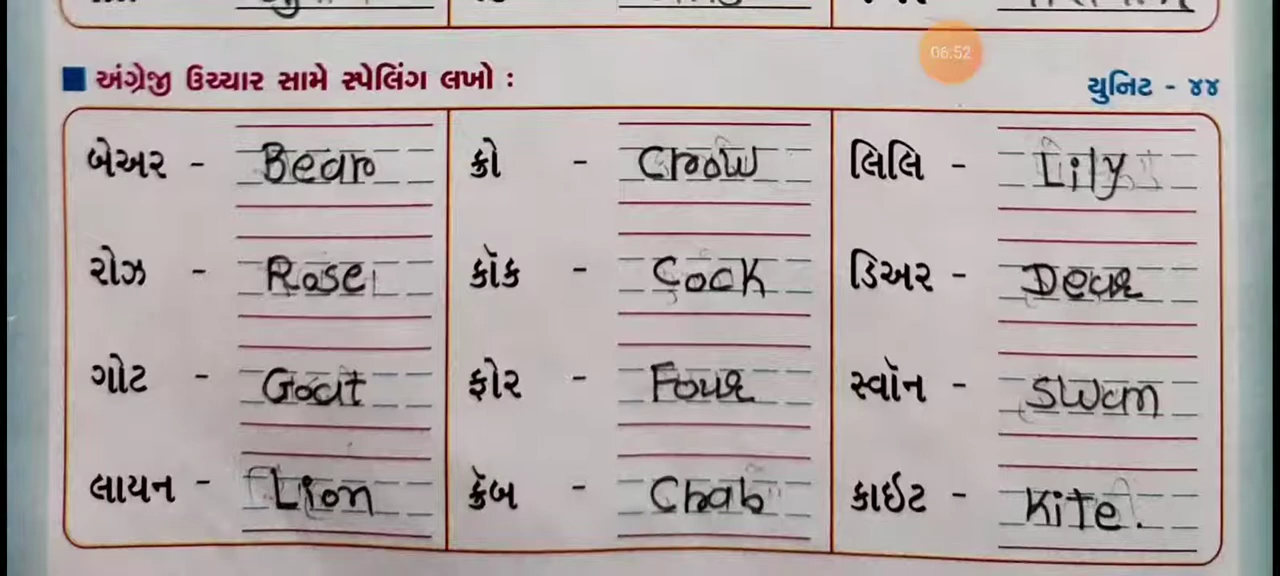 06:52
■ અંગ્રેજી ઉચ્ચાર સામે સ્પેલિંગ લખો : યુનિટ - ૪૪
બેઅર - Bear ક્રો - Crow લિલિ - Lily
રોઝ - Rose કૉક - Cock ડિઅર - Dear
ગોટ - Goat ફોર - Four સ્વૉન - Swan
લાયન - Lion ક્રૅબ - Crab કાઇટ - Kite.